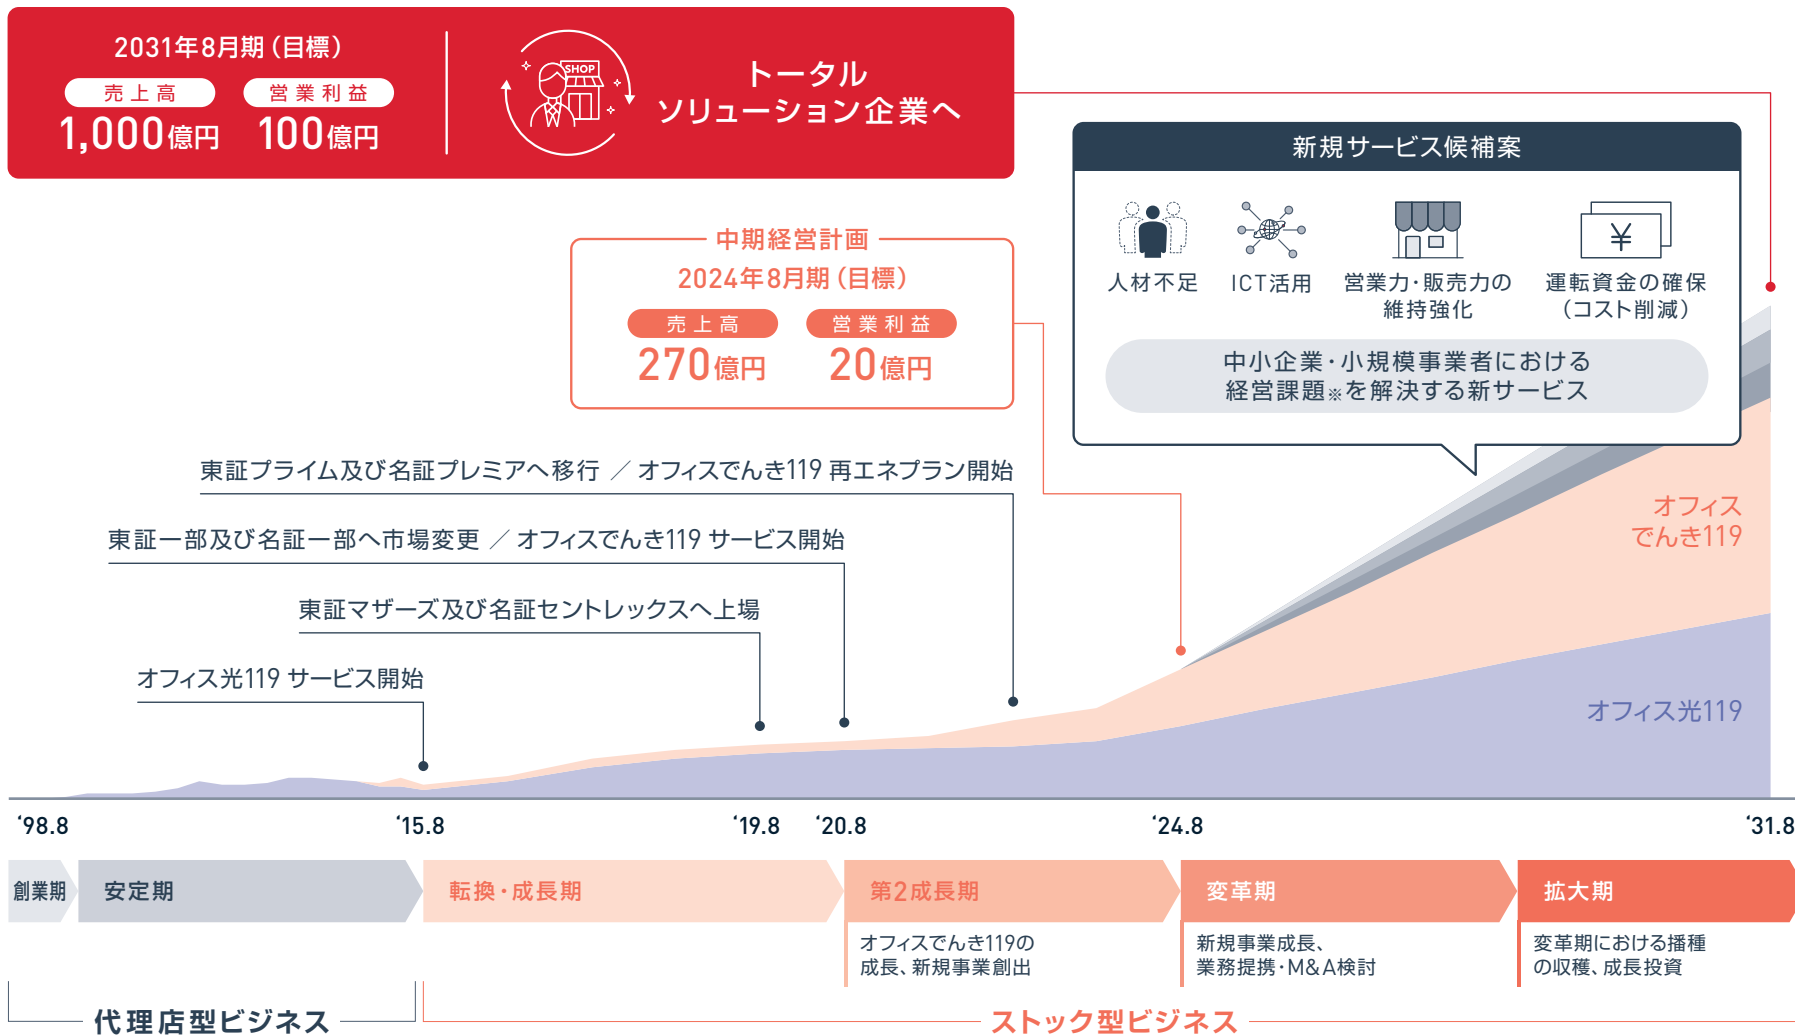 2031年8月期（目標）
売上高
1,000億円
営業利益
100億円
SHOP
トータル
ソリューション企業へ
新規サービス候補案
人材不足
ICT活用
営業力・販売力の
維持強化
運転資金の確保
（コスト削減）
中小企業・小規模事業者における
経営課題※を解決する新サービス
中期経営計画
2024年8月期（目標）
売上高
270億円
営業利益
20億円
東証プライム及び名証プレミアへ移行 ／ オフィスでんき119 再エネプラン開始
東証一部及び名証一部へ市場変更 ／ オフィスでんき119 サービス開始
東証マザーズ及び名証セントレックスへ上場
オフィス光119 サービス開始
オフィス
でんき119
オフィス光119
‘98.8
‘15.8
‘19.8
‘20.8
‘24.8
‘31.8
創業期
安定期
転換・成長期
第2成長期
変革期
拡大期
オフィスでんき119の
成長、新規事業創出
新規事業成長、
業務提携・M&A検討
変革期における播種
の収穫、成長投資
代理店型ビジネス
ストック型ビジネス